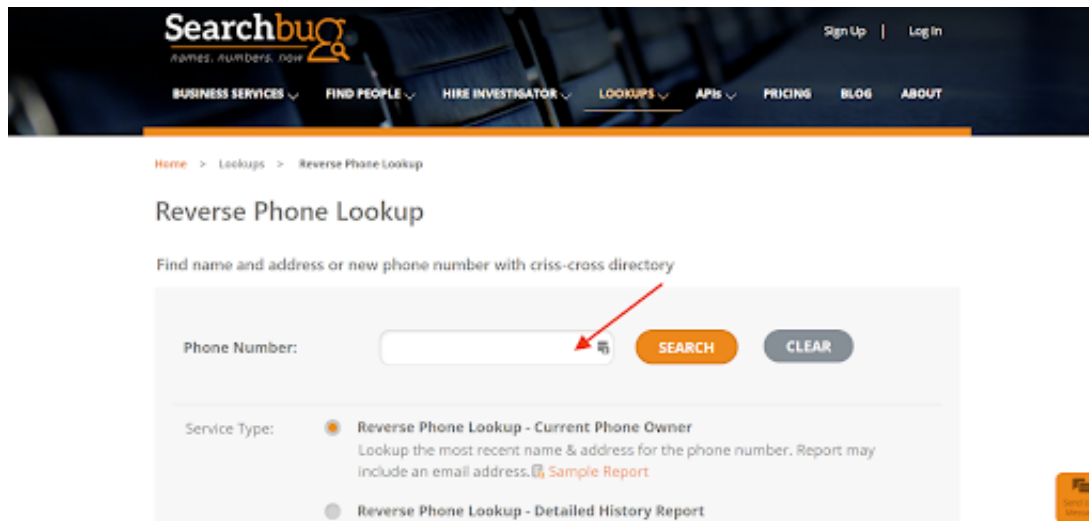 Searchbug
names. numbers. now
Sign Up | Log In
BUSINESS SERVICES FIND PEOPLE HIRE INVESTIGATOR LOOKUPS APIs PRICING BLOG ABOUT
Home > Lookups > Reverse Phone Lookup
Reverse Phone Lookup
Find name and address or new phone number with criss-cross directory
Phone Number: SEARCH CLEAR
Service Type: Reverse Phone Lookup - Current Phone Owner
Lookup the most recent name & address for the phone number. Report may
include an email address. Sample Report
Reverse Phone Lookup - Detailed History Report